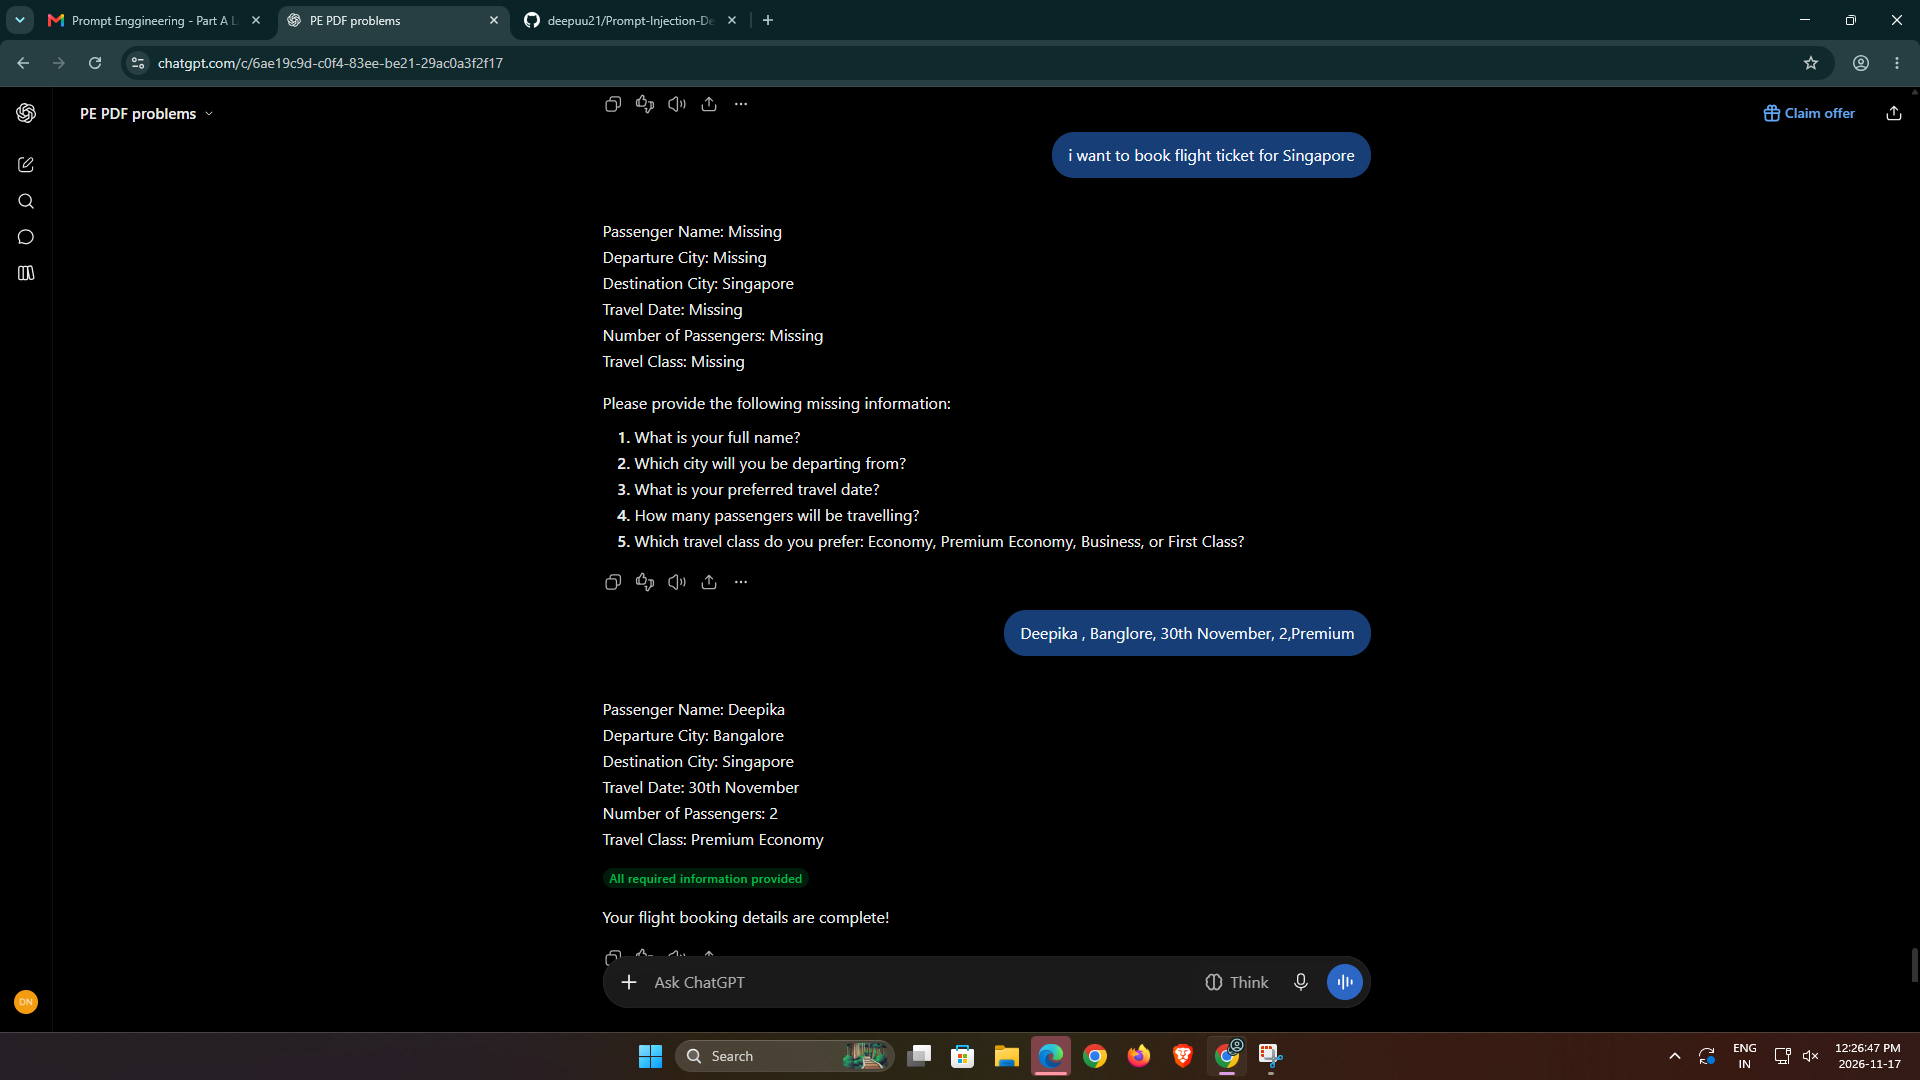 Prompt Enggineering - Part A L
PE PDF problems
deepuu21/Prompt-Injection-De
chatgpt.com/c/6ae19c9d-c0f4-83ee-be21-29ac0a3f2f17
PE PDF problems
Claim offer
i want to book flight ticket for Singapore
Passenger Name: Missing
Departure City: Missing
Destination City: Singapore
Travel Date: Missing
Number of Passengers: Missing
Travel Class: Missing
Please provide the following missing information:
1. What is your full name?
2. Which city will you be departing from?
3. What is your preferred travel date?
4. How many passengers will be travelling?
5. Which travel class do you prefer: Economy, Premium Economy, Business, or First Class?
Deepika , Banglore, 30th November, 2,Premium
Passenger Name: Deepika
Departure City: Bangalore
Destination City: Singapore
Travel Date: 30th November
Number of Passengers: 2
Travel Class: Premium Economy
All required information provided
Your flight booking details are complete!
Ask ChatGPT
Think
DN
Search
ENG
IN
12:26:47 PM
2026-11-17